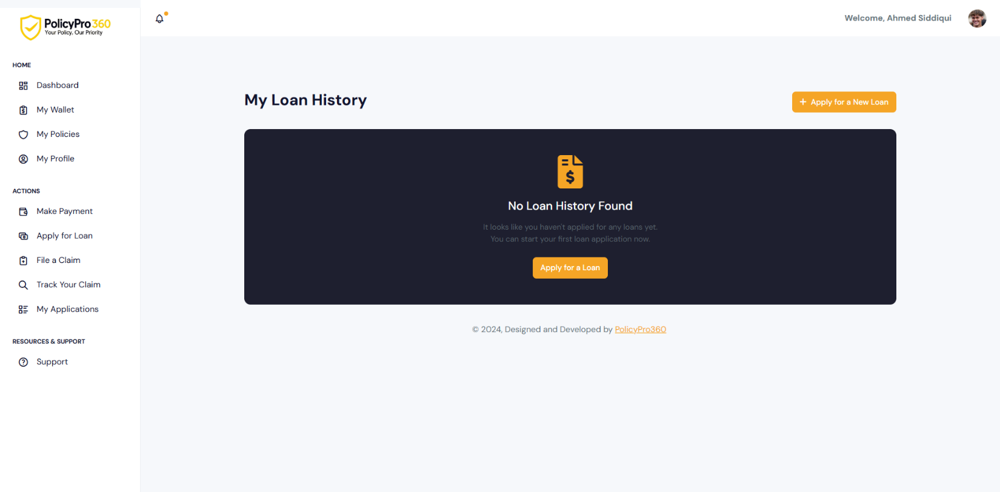 PolicyPro360
Your Policy, Our Priority
Welcome, Ahmed Siddiqui
HOME
Dashboard
My Wallet
My Policies
My Profile
ACTIONS
Make Payment
Apply for Loan
File a Claim
Track Your Claim
My Applications
RESOURCES & SUPPORT
Support
My Loan History
+ Apply for a New Loan
$
No Loan History Found
It looks like you haven't applied for any loans yet.
You can start your first loan application now.
Apply for a Loan
© 2024, Designed and Developed by PolicyPro360